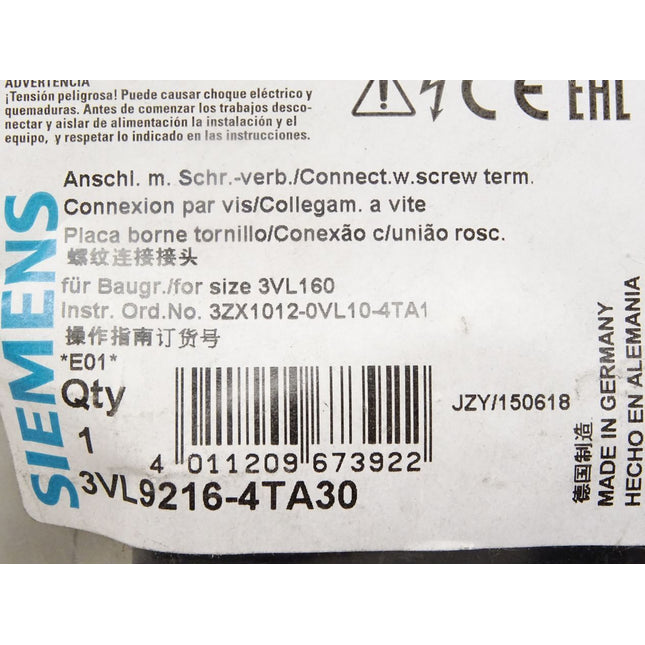 ADVERTENCIA
¡Tensión peligrosa! Puede causar choque eléctrico y
quemaduras. Antes de comenzar los trabajos desco-
nectar y aislar de alimentación la instalación y el
equipo, y respetar lo indicado en las instrucciones.
CE EAC
SIEMENS
Anschl. m. Schr.-verb./Connect.w.screw term.
Connexion par vis/Collegam. a vite
Placa borne tornillo/Conexão c/união rosc.
螺纹连接接头
für Baugr./for size 3VL160
Instr. Ord.No. 3ZX1012-0VL10-4TA1
操作指南订货号
*E01*
Qty
1
4 011209 673922
3VL9216-4TA30
JZY/150618
德国制造
MADE IN GERMANY
HECHO EN ALEMANIA